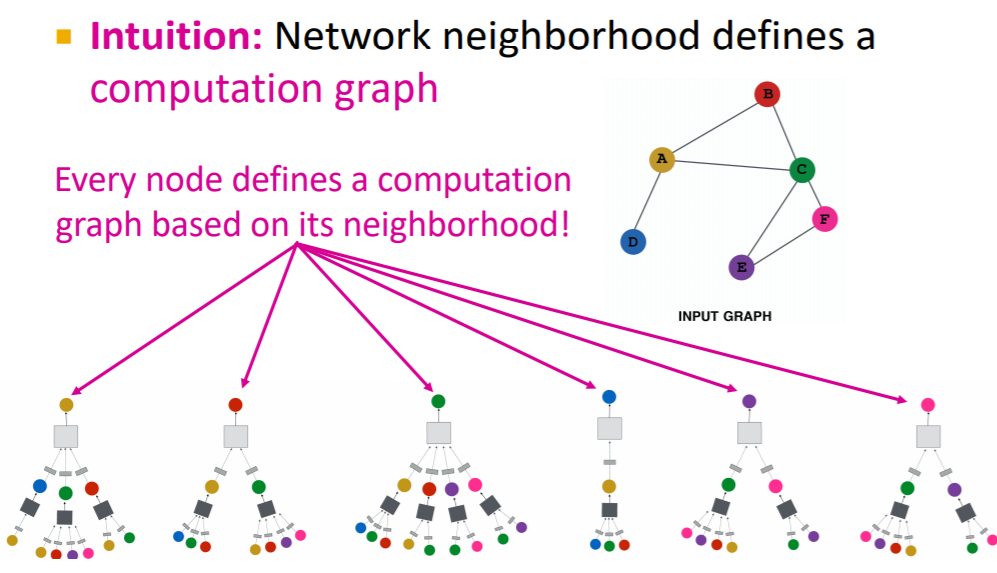 Intuition: Network neighborhood defines a
computation graph
Every node defines a computation
graph based on its neighborhood!
B
A
C
F
D
E
INPUT GRAPH